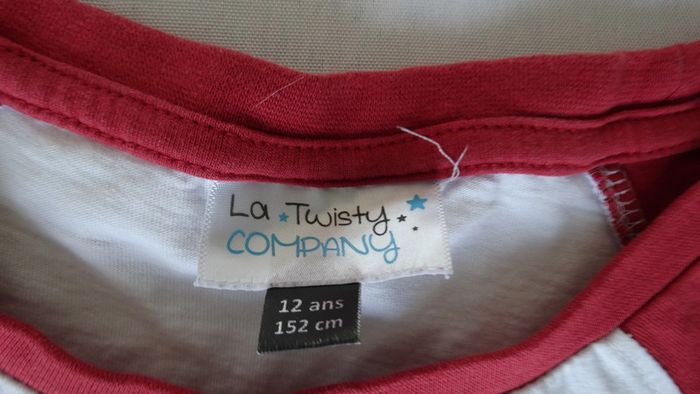 La Twisty
COMPANY
12 ans
152 cm